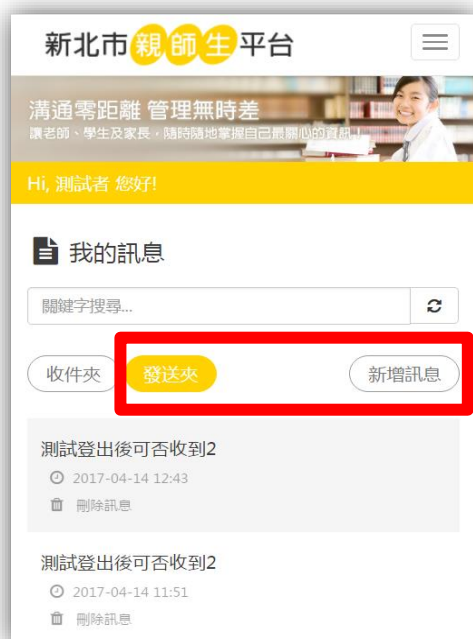 新北市親師生平台
溝通零距離 管理無時差
讓老師、學生及家長，隨時隨地掌握自己最關心的資訊！
Hi, 測試者 您好!
我的訊息
關鍵字搜尋...
收件夾 發送夾 新增訊息
測試登出後可否收到2
2017-04-14 12:43
刪除訊息
測試登出後可否收到2
2017-04-14 11:51
刪除訊息